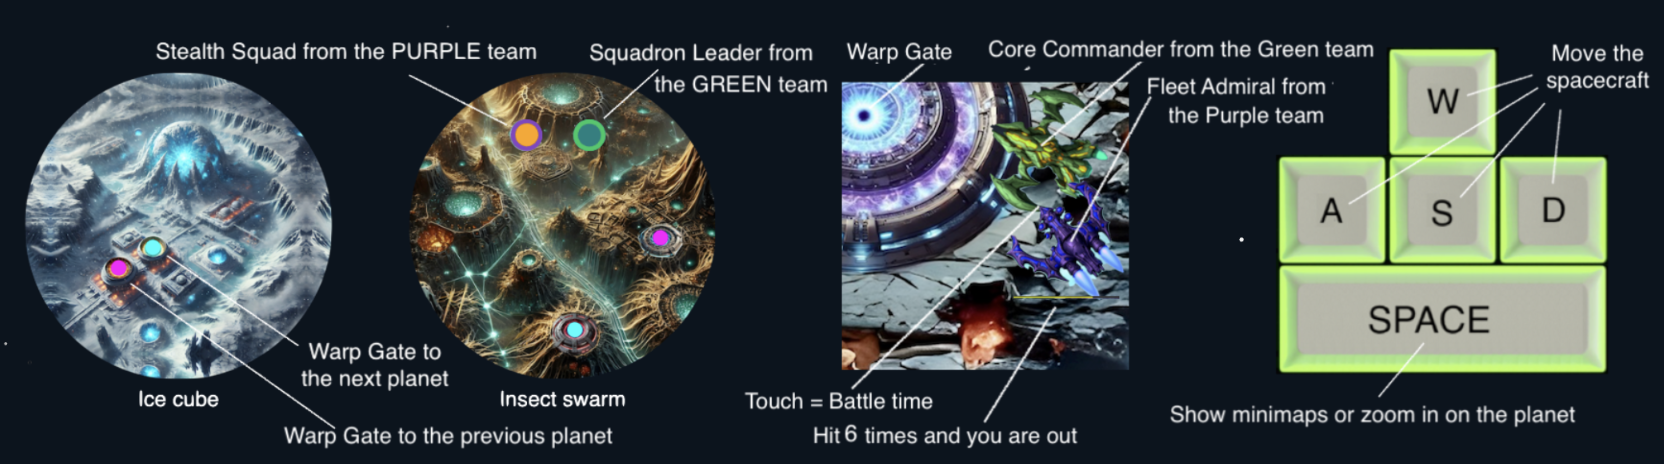 Stealth Squad from the PURPLE team
Squadron Leader from
the GREEN team
Warp Gate to
the next planet
Ice cube
Insect swarm
Warp Gate to the previous planet
Warp Gate
Core Commander from the Green team
Fleet Admiral from
the Purple team
Touch = Battle time
Hit 6 times and you are out
Move the
spacecraft
W
A S D
SPACE
Show minimaps or zoom in on the planet